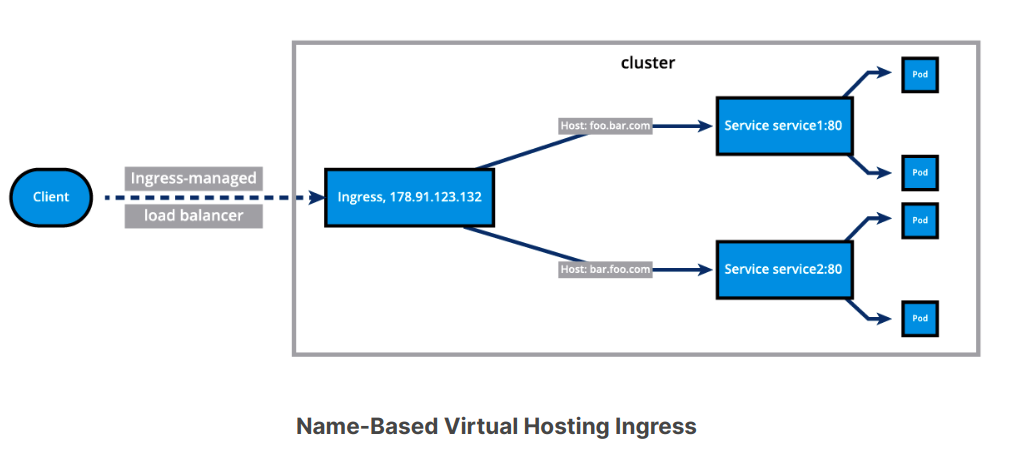 cluster
Client
Ingress-managed
load balancer
Ingress, 178.91.123.132
Host: foo.bar.com
Service service1:80
Pod
Pod
Host: bar.foo.com
Service service2:80
Pod
Pod
Name-Based Virtual Hosting Ingress